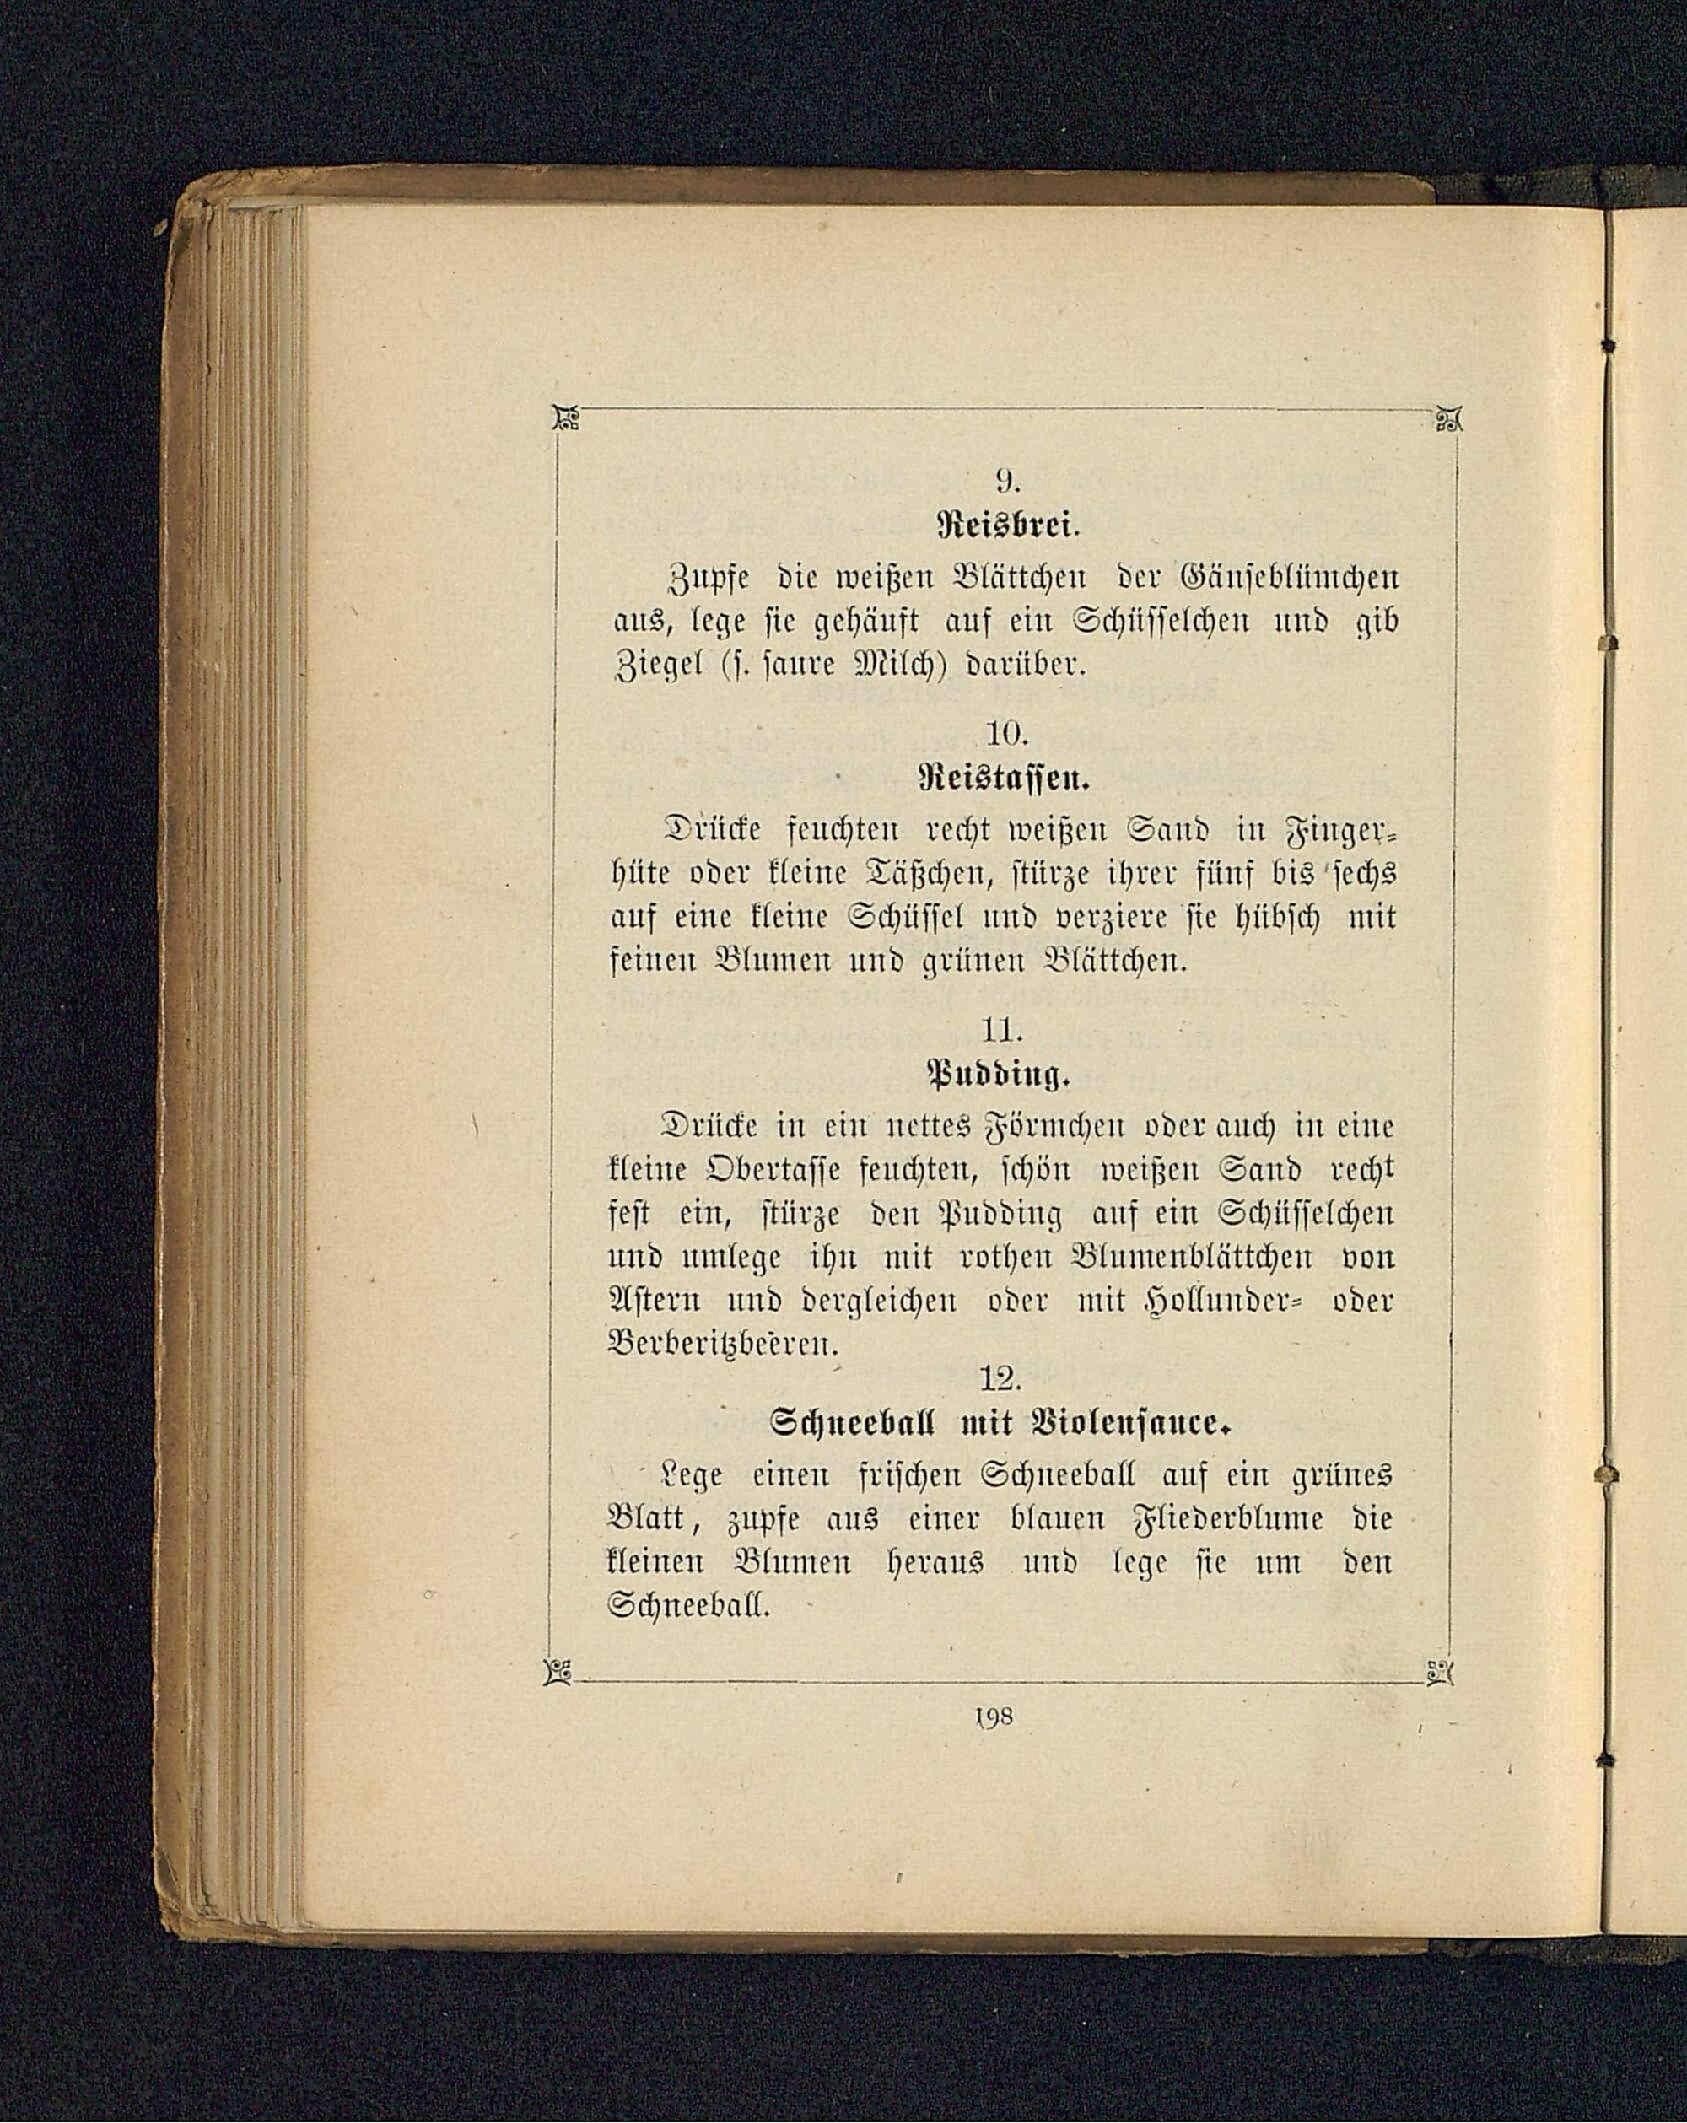 9.
Reisbrei.
Zupfe die weißen Blättchen der Gänseblümchen
aus, lege sie gehäuft auf ein Schüsselchen und gib
Ziegel (s. saure Milch) darüber.
10.
Reistassen.
Drücke feuchten recht weißen Sand in Finger-
hüte oder kleine Täßchen, stürze ihrer fünf bis sechs
auf eine kleine Schüssel und verziere sie hübsch mit
feinen Blumen und grünen Blättchen.
11.
Pudding.
Drücke in ein nettes Förmchen oder auch in eine
kleine Obertasse feuchten, schön weißen Sand recht
fest ein, stürze den Pudding auf ein Schüsselchen
und umlege ihn mit rothen Blumenblättchen von
Astern und dergleichen oder mit Hollunder- oder
Berberitzbeeren.
12.
Schneeball mit Violensauce.
Lege einen frischen Schneeball auf ein grünes
Blatt, zupfe aus einer blauen Fliederblume die
kleinen Blumen heraus und lege sie um den
Schneeball.
198